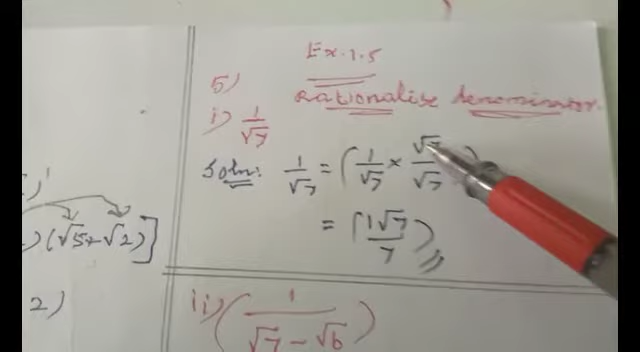 Ex.1.5
5) Rationalise denominator.
i) 1/√7
Soln: 1/√7 = (1/√7 × √7/√7)
= (1√7/7)
) (√5+√2)]
2)
ii) (1/(√7 - √6))